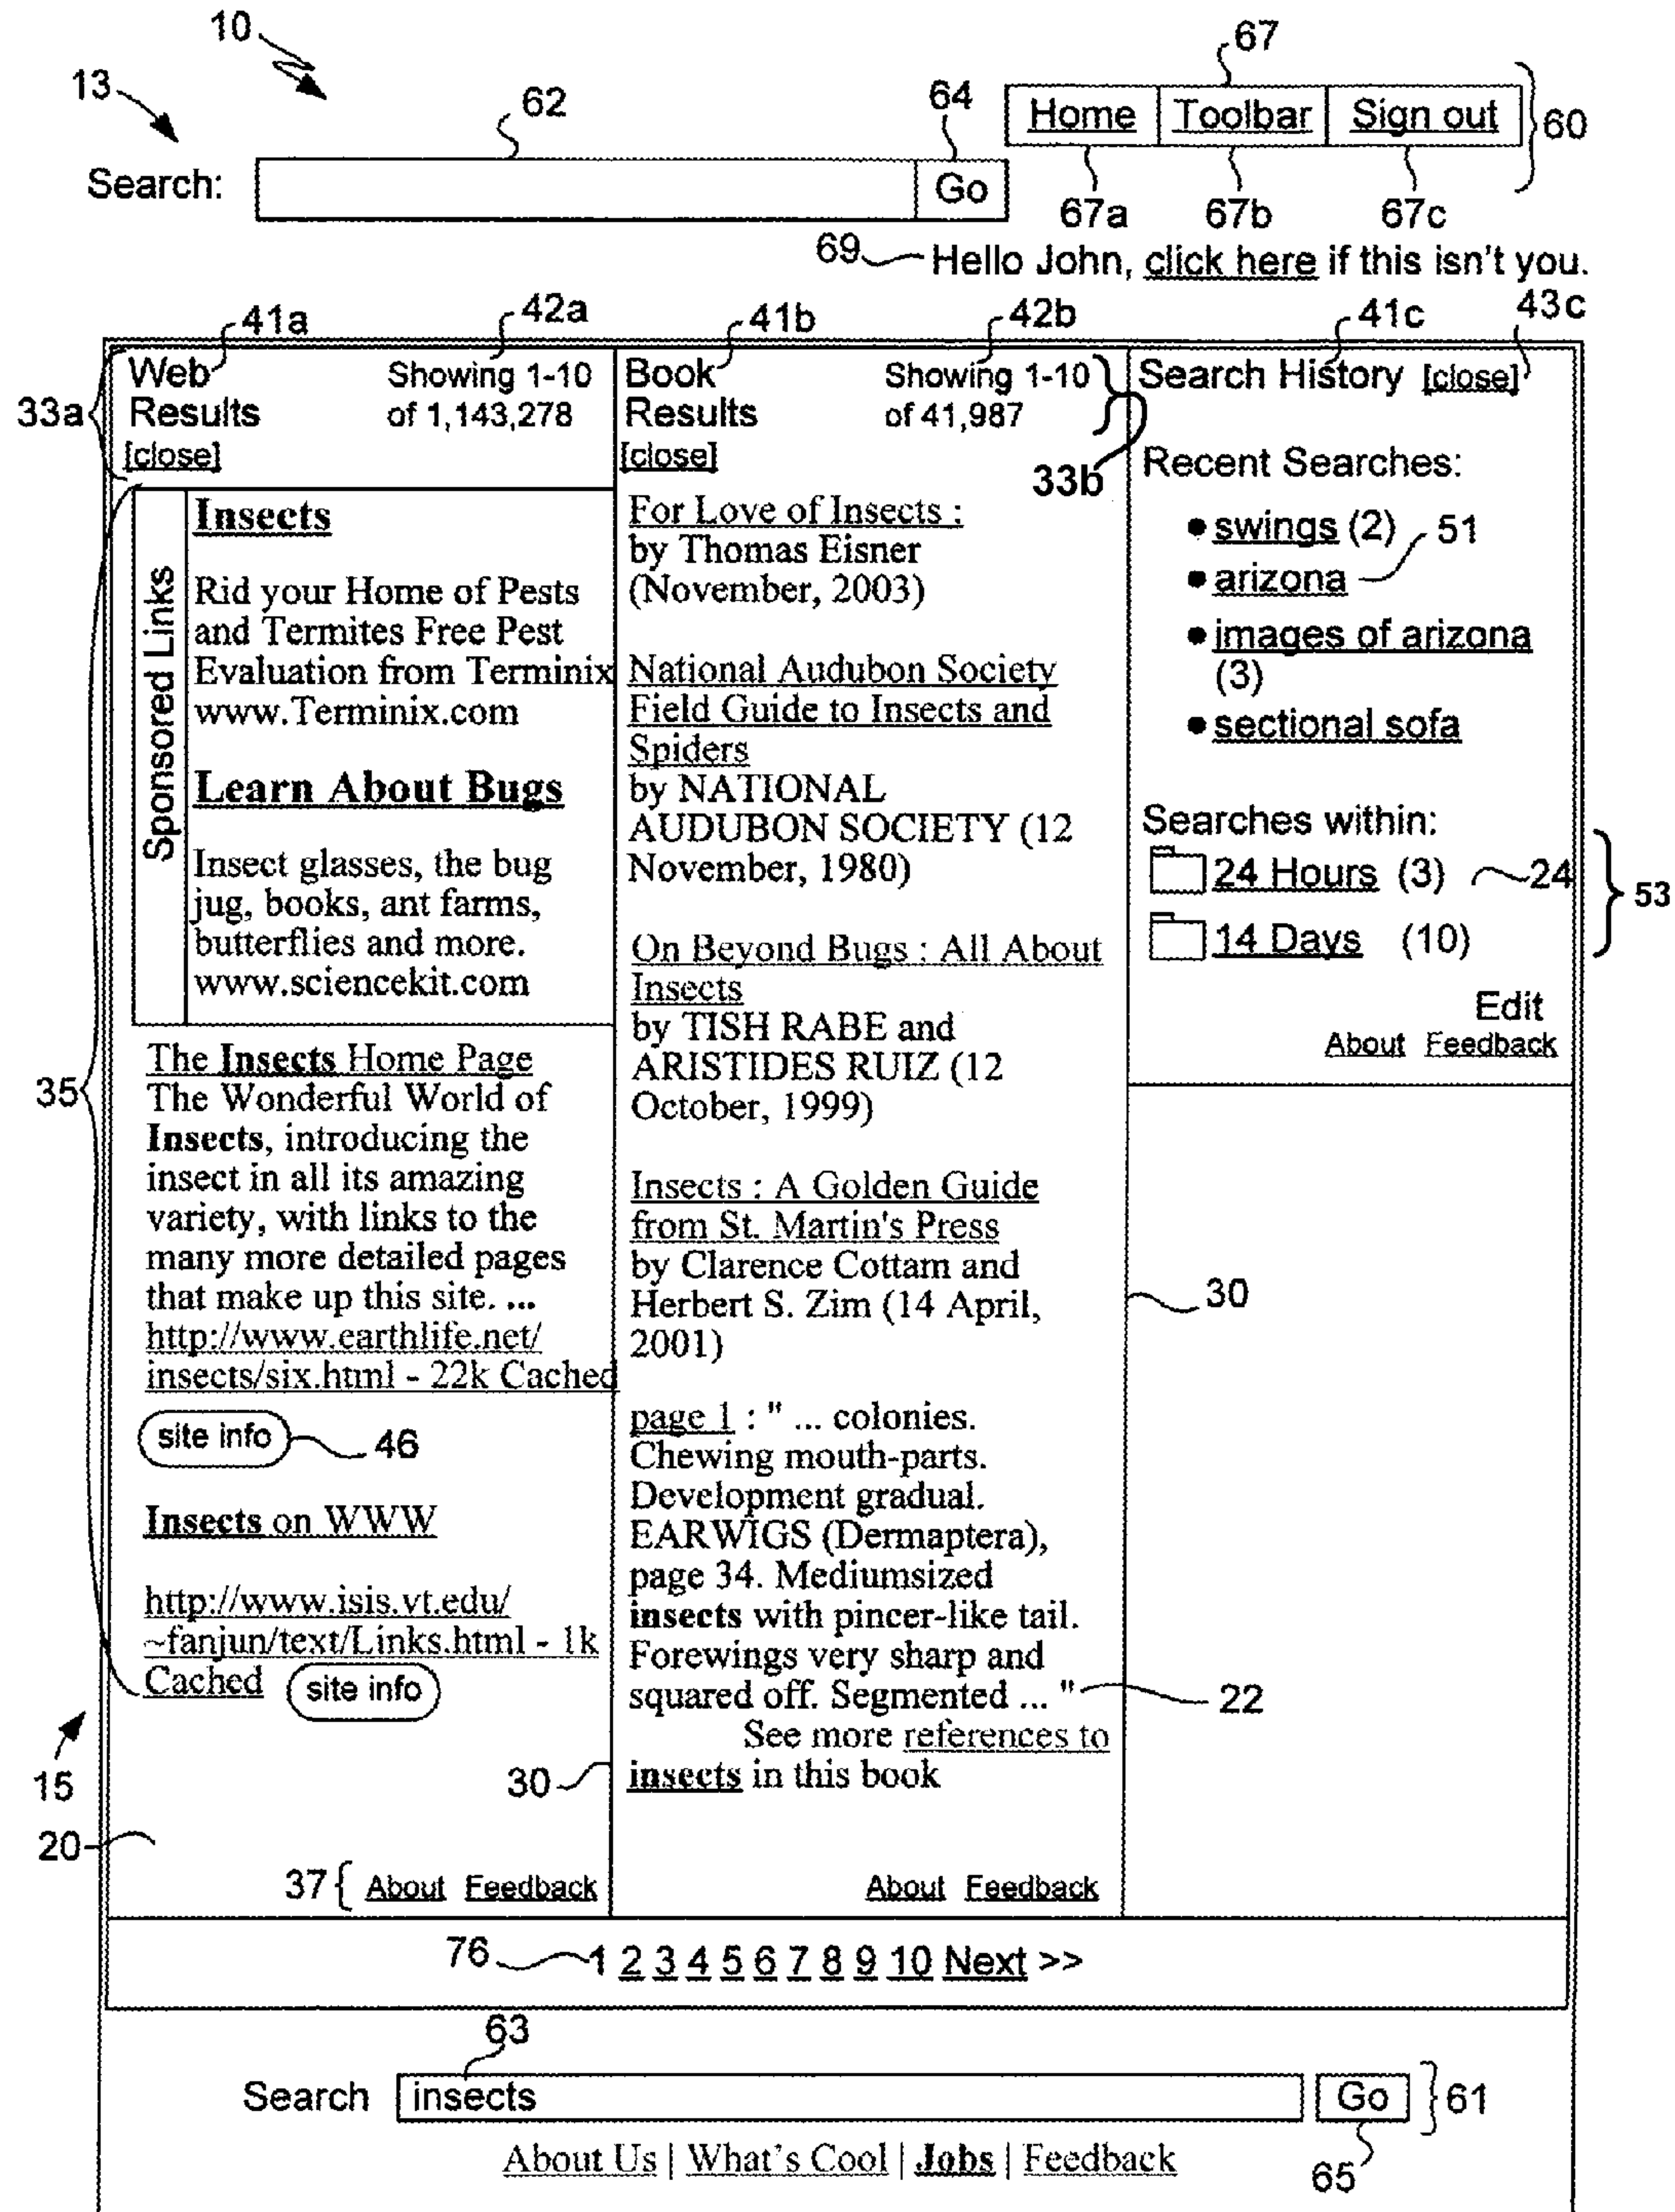 10
13
62
64
67
Home Toolbar Sign out
60
Search:
Go
67a 67b 67c
69 Hello John, click here if this isn't you.
41a 42a 41b 42b 41c 43c
33a
Web
Results
[close]
Showing 1-10
of 1,143,278
35
Sponsored Links
Insects
Rid your Home of Pests
and Termites Free Pest
Evaluation from Terminix
www.Terminix.com
Learn About Bugs
Insect glasses, the bug
jug, books, ant farms,
butterflies and more.
www.sciencekit.com
The Insects Home Page
The Wonderful World of
Insects, introducing the
insect in all its amazing
variety, with links to the
many more detailed pages
that make up this site. ...
http://www.earthlife.net/
insects/six.html - 22k Cached
site info 46
Insects on WWW
http://www.isis.vt.edu/
~fanjun/text/Links.html - 1k
Cached site info
15
30
20
37 { About Feedback
Book
Results
[close]
Showing 1-10
of 41,987
33b
For Love of Insects :
by Thomas Eisner
(November, 2003)
National Audubon Society
Field Guide to Insects and
Spiders
by NATIONAL
AUDUBON SOCIETY (12
November, 1980)
On Beyond Bugs : All About
Insects
by TISH RABE and
ARISTIDES RUIZ (12
October, 1999)
Insects : A Golden Guide
from St. Martin's Press
by Clarence Cottam and
Herbert S. Zim (14 April,
2001)
page 1 : " ... colonies.
Chewing mouth-parts.
Development gradual.
EARWIGS (Dermaptera),
page 34. Mediumsized
insects with pincer-like tail.
Forewings very sharp and
squared off. Segmented ... "
22
See more references to
insects in this book
About Feedback
Search History [close]
Recent Searches:
• swings (2)
51
• arizona
• images of arizona
(3)
• sectional sofa
Searches within:
24 Hours (3) 24
53
14 Days (10)
Edit
About Feedback
30
76 1 2 3 4 5 6 7 8 9 10 Next >>
63
Search insects Go 61
65
About Us | What's Cool | Jobs | Feedback